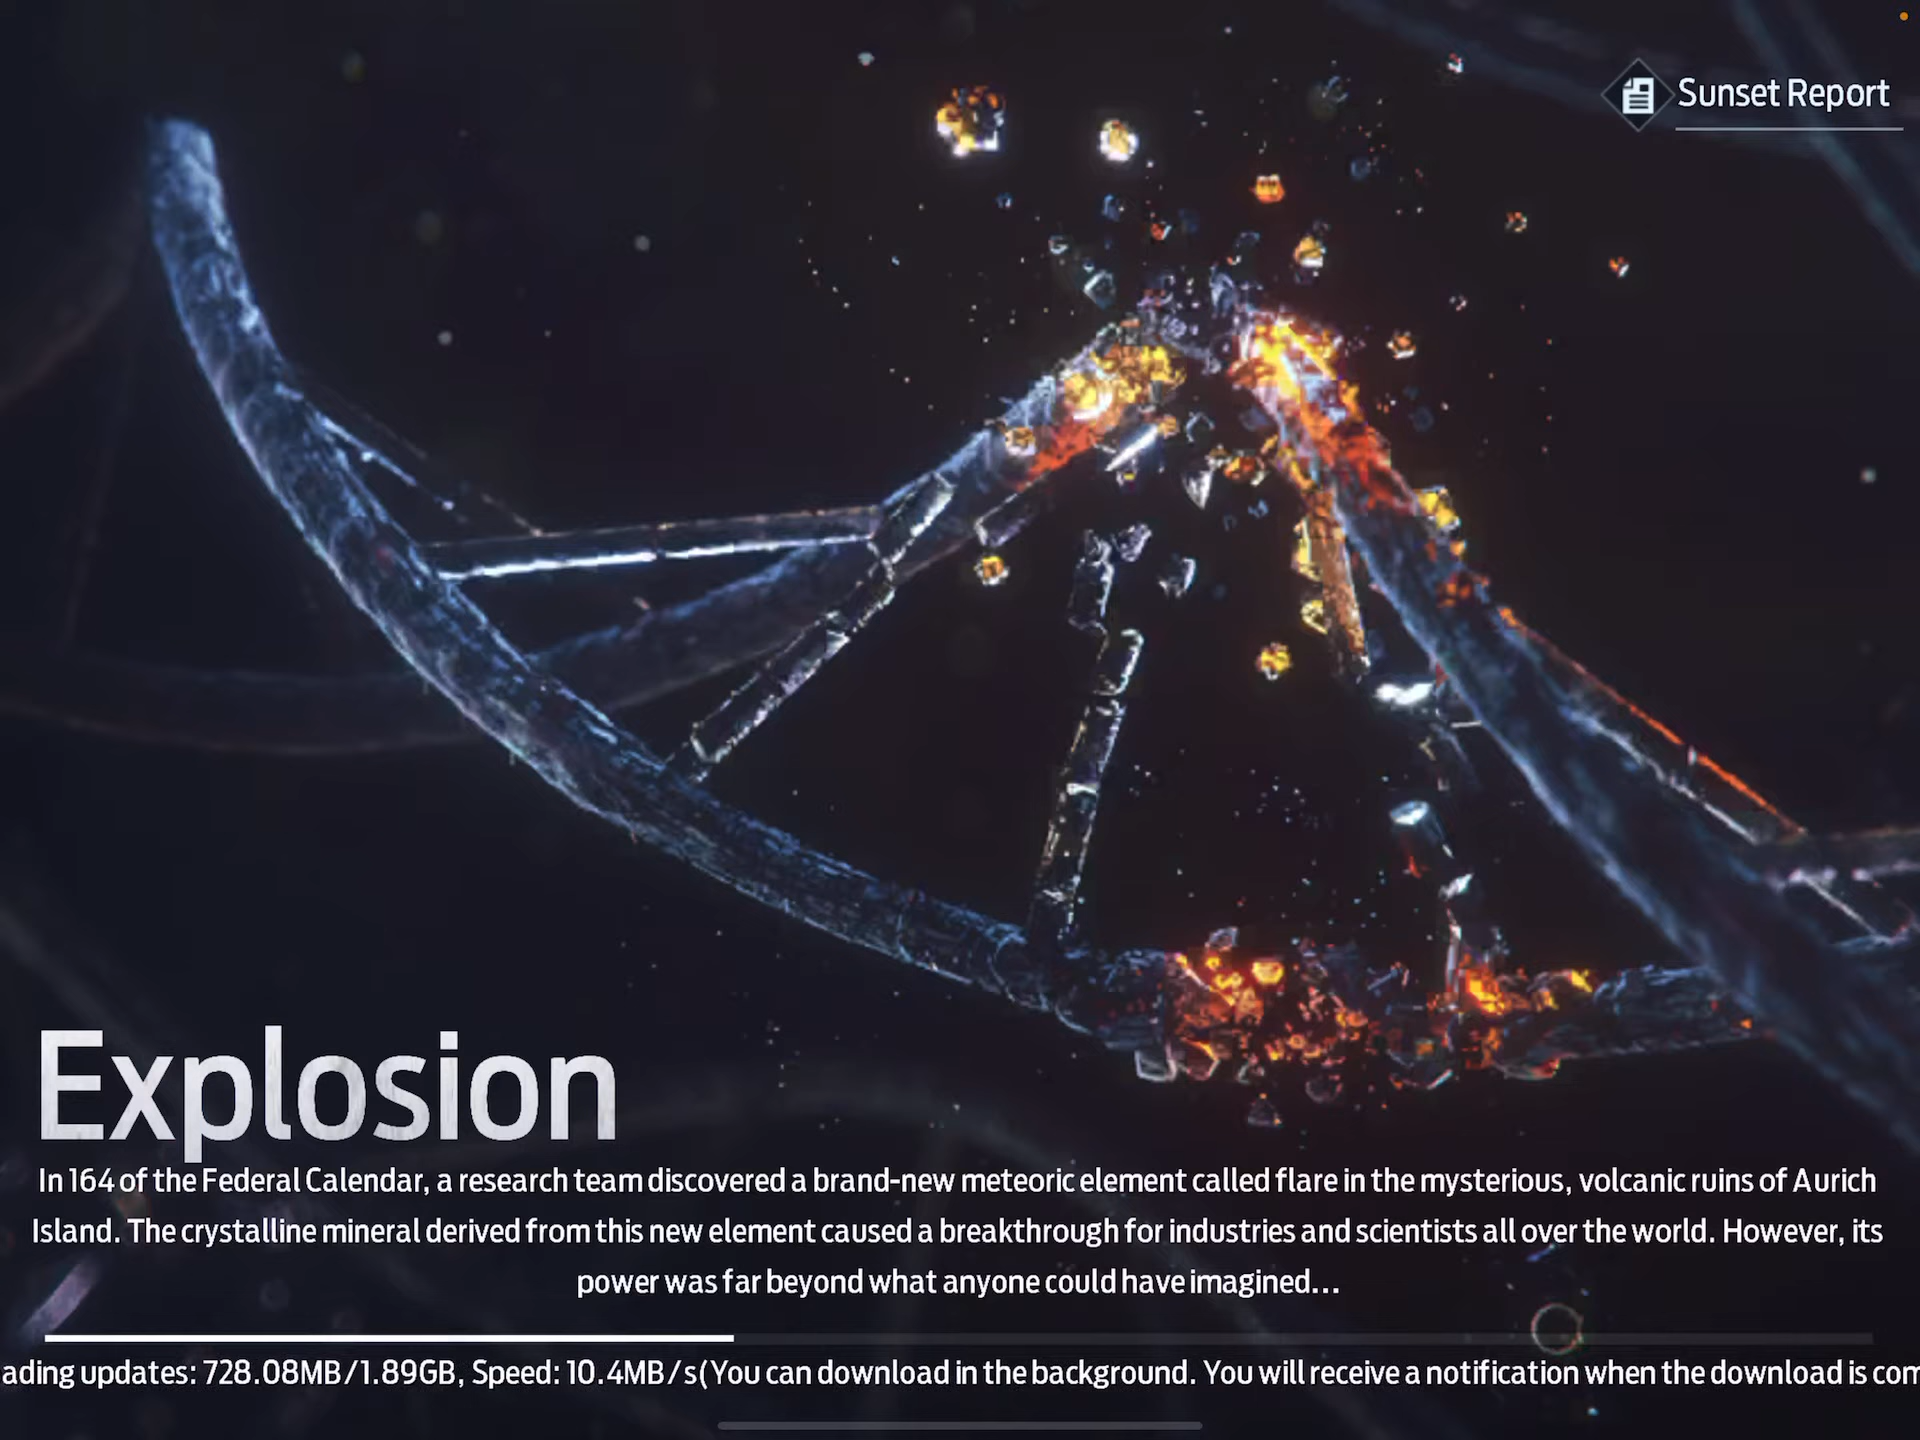 Sunset Report
Explosion
In 164 of the Federal Calendar, a research team discovered a brand-new meteoric element called flare in the mysterious, volcanic ruins of Aurich
Island. The crystalline mineral derived from this new element caused a breakthrough for industries and scientists all over the world. However, its
power was far beyond what anyone could have imagined...
ading updates: 728.08MB/1.89GB, Speed: 10.4MB/s(You can download in the background. You will receive a notification when the download is com